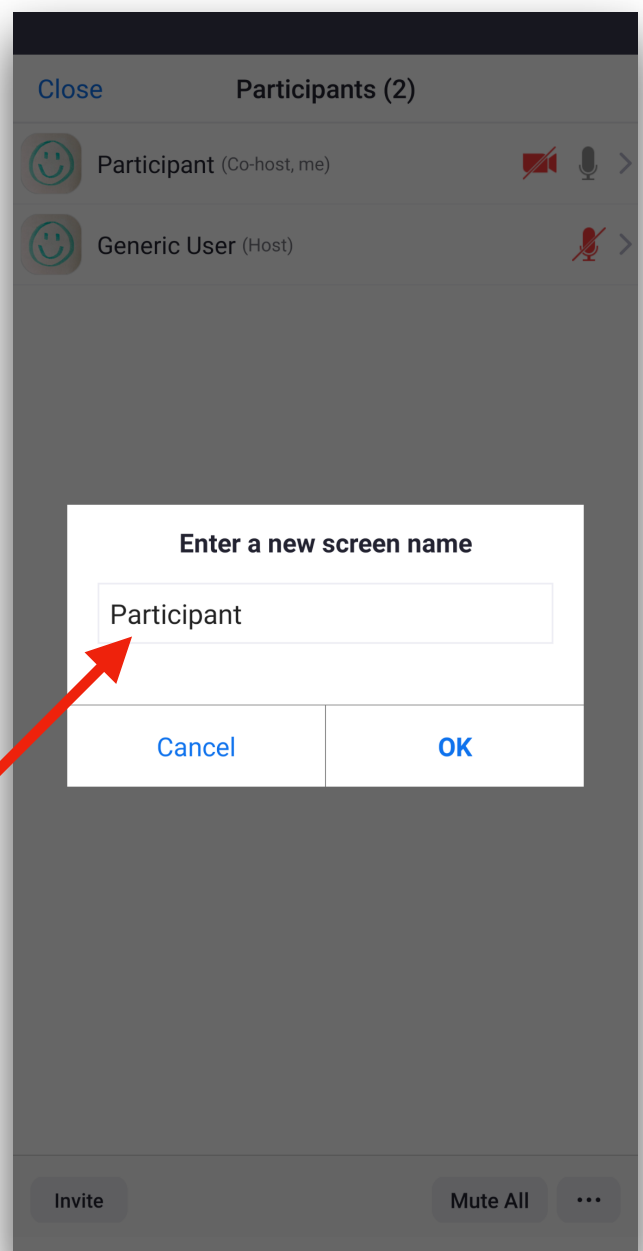 Close Participants (2)
Participant (Co-host, me)
Generic User (Host)
Enter a new screen name
Participant
Cancel OK
Invite Mute All ...